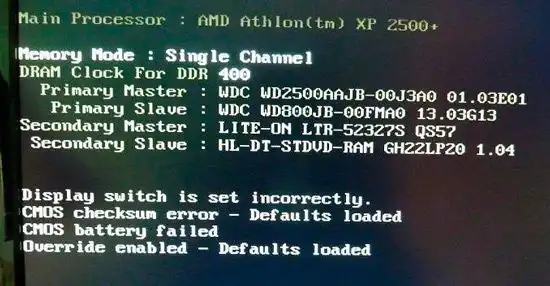 Main Processor : AMD Athlon(tm) XP 2500+
Memory Mode : Single Channel
DRAM Clock For DDR 400
Primary Master : WDC WD2500AAJB-00J3A0 01.03E01
Primary Slave : WDC WD800JB-00FMA0 13.03G13
Secondary Master : LITE-ON LTR-52327S QS57
Secondary Slave : HL-DT-STDVD-RAM GH22LP20 1.04
Display switch is set incorrectly.
CMOS checksum error - Defaults loaded
CMOS battery failed
Override enabled - Defaults loaded